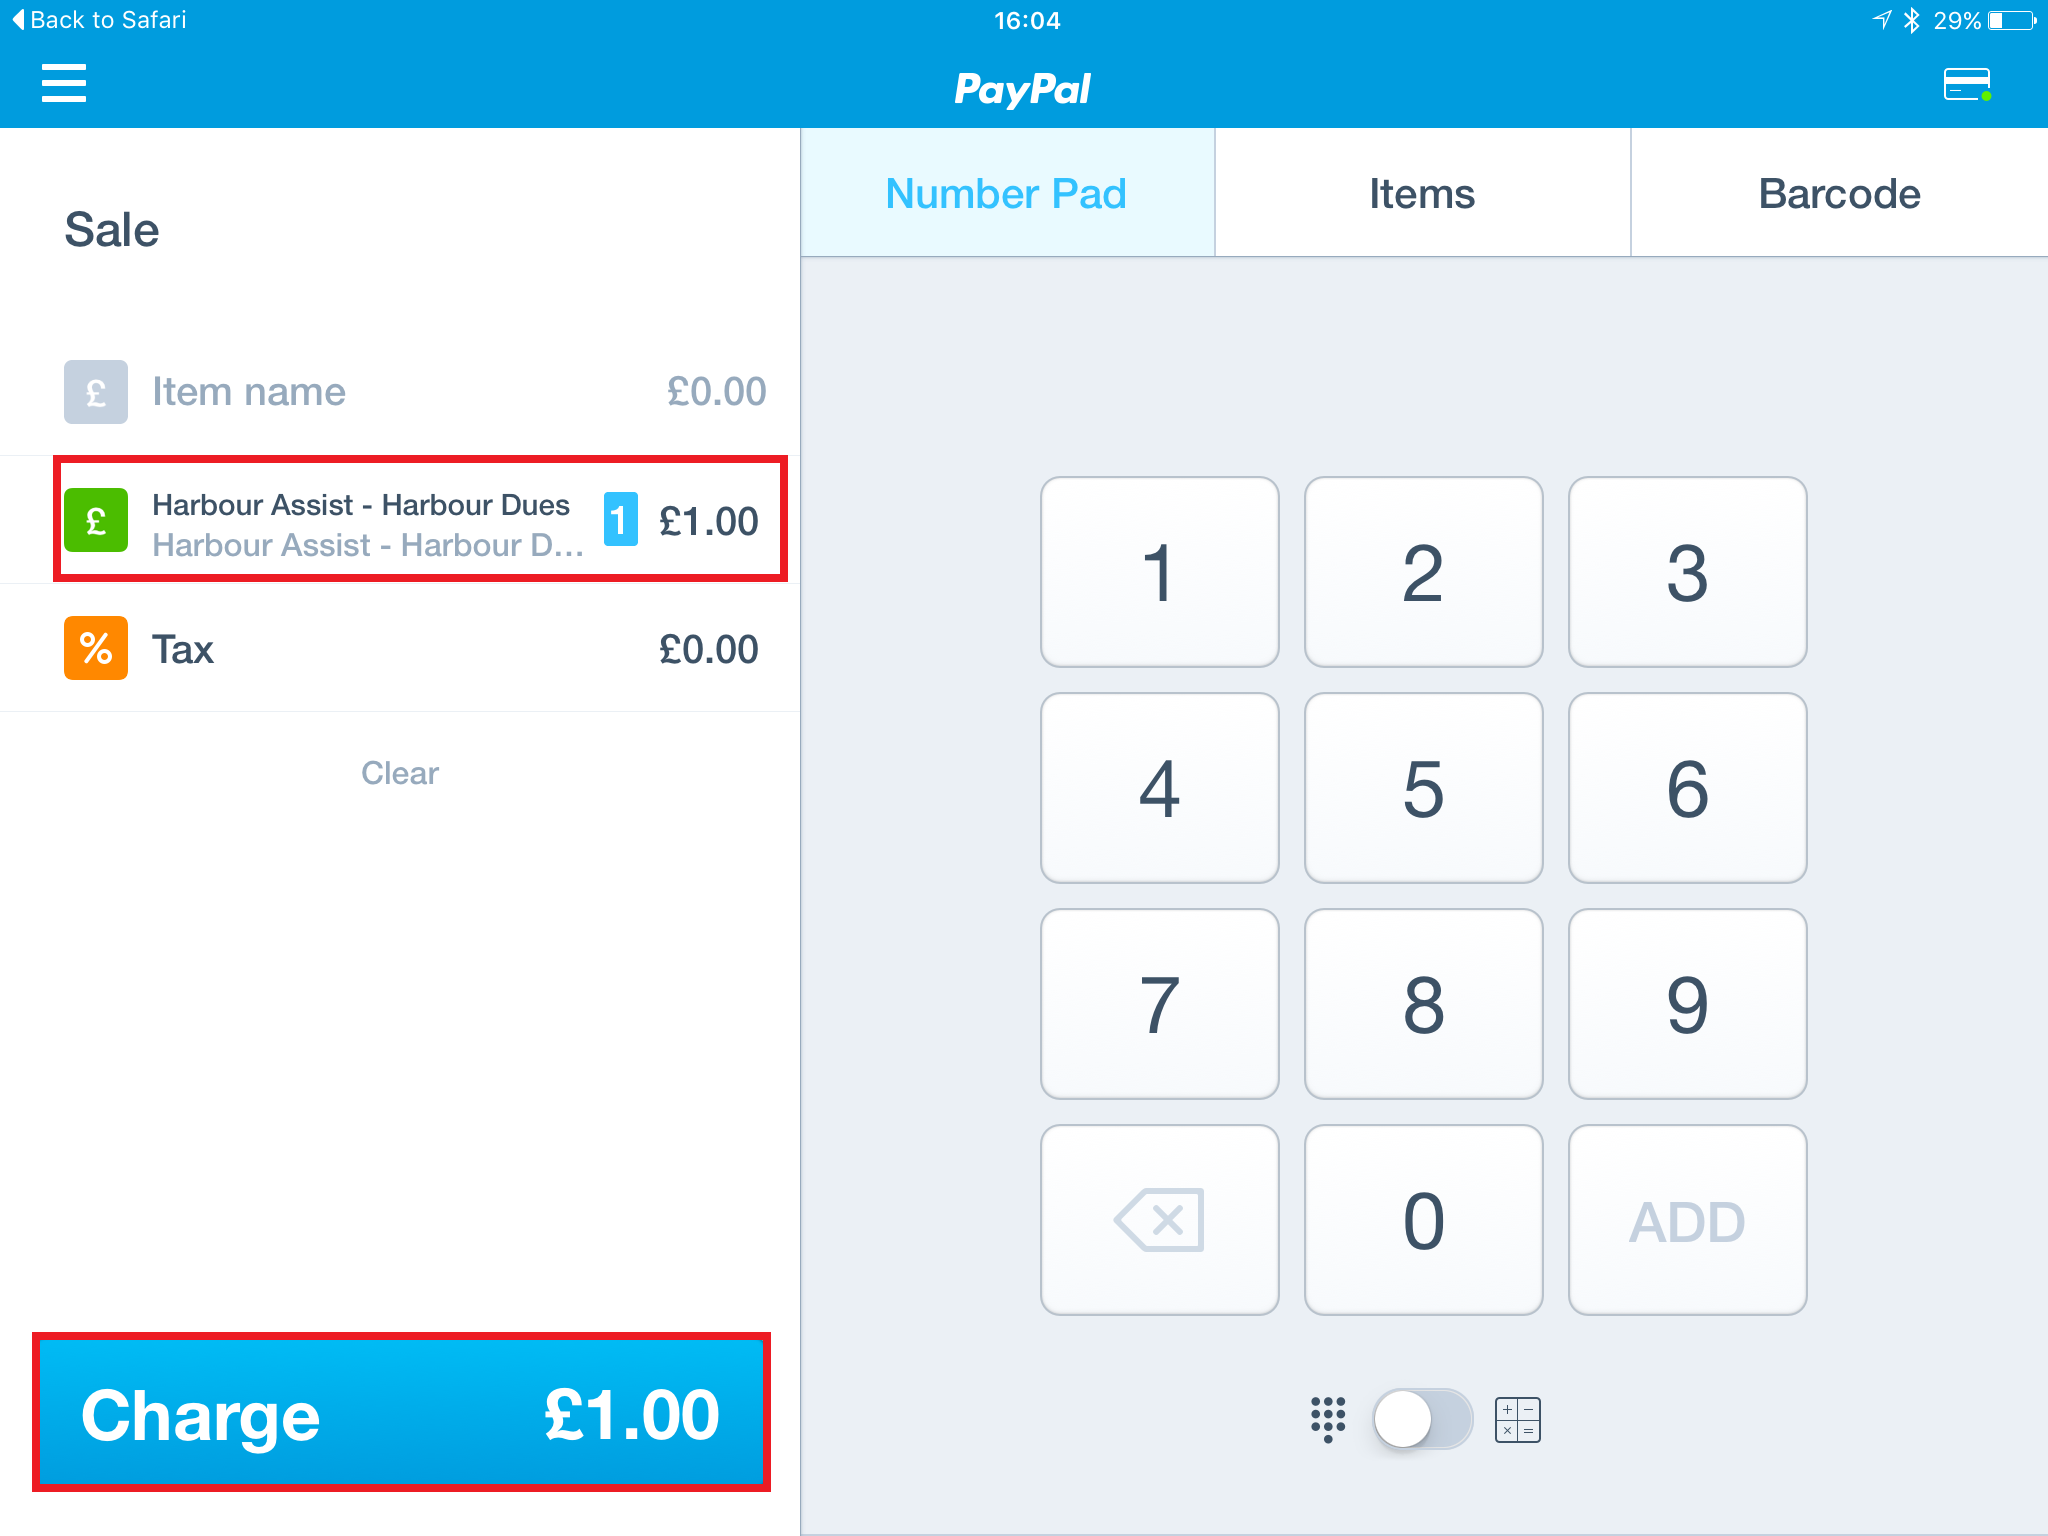 Back to Safari
16:04
29%
PayPal
Sale
£ Item name £0.00
£ Harbour Assist - Harbour Dues 1 £1.00
Harbour Assist - Harbour D...
% Tax £0.00
Clear
Charge £1.00
Number Pad Items Barcode
1 2 3
4 5 6
7 8 9
0 ADD
+ −
× =